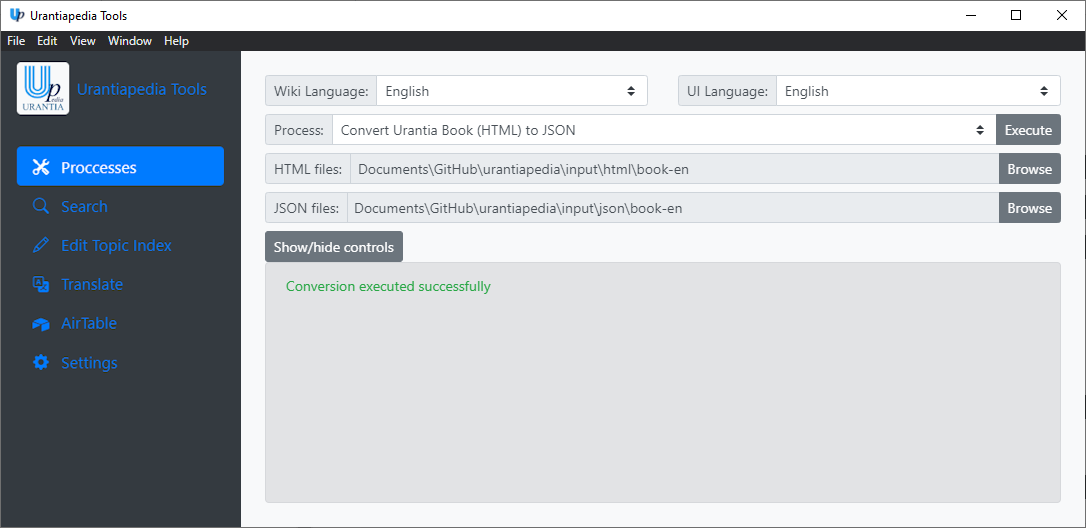 Urantiapedia Tools
File Edit View Window Help
Up
edia
URANTIA
Urantiapedia Tools
Proccesses
Search
Edit Topic Index
Translate
AirTable
Settings
Wiki Language: English
UI Language: English
Process: Convert Urantia Book (HTML) to JSON Execute
HTML files: Documents\GitHub\urantiapedia\input\html\book-en Browse
JSON files: Documents\GitHub\urantiapedia\input\json\book-en Browse
Show/hide controls
Conversion executed successfully